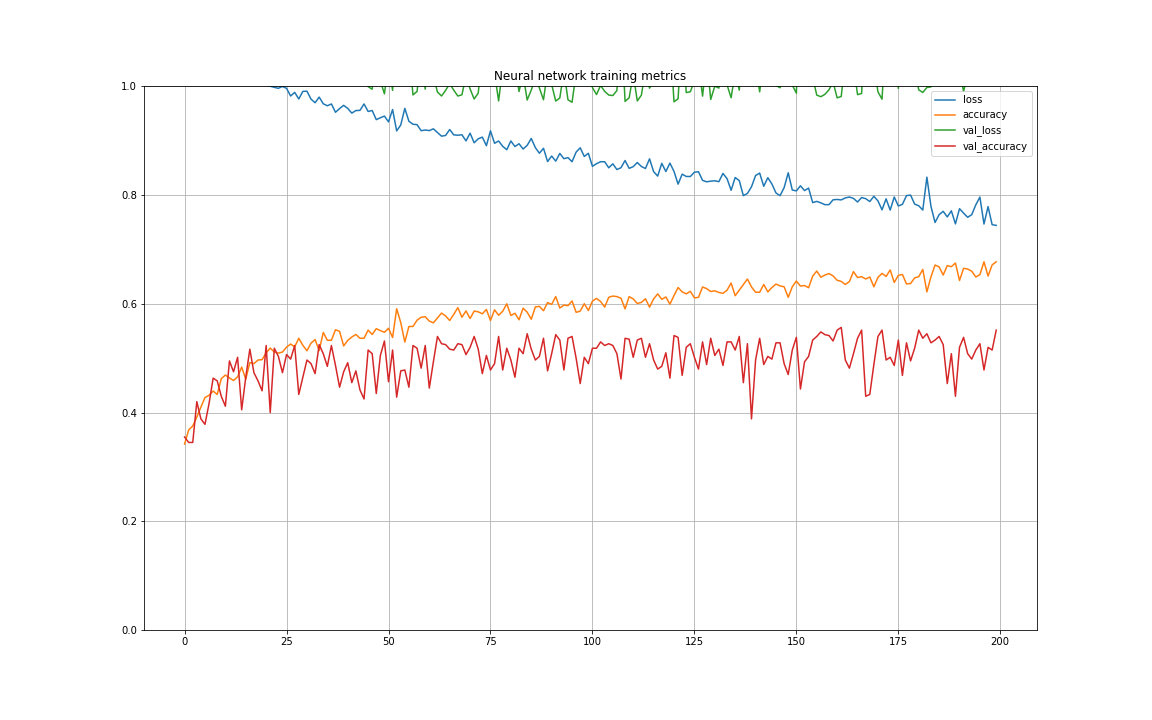 Neural network training metrics
1.0
0.8
0.6
0.4
0.2
0.0
loss
accuracy
val_loss
val_accuracy
0 25 50 75 100 125 150 175 200